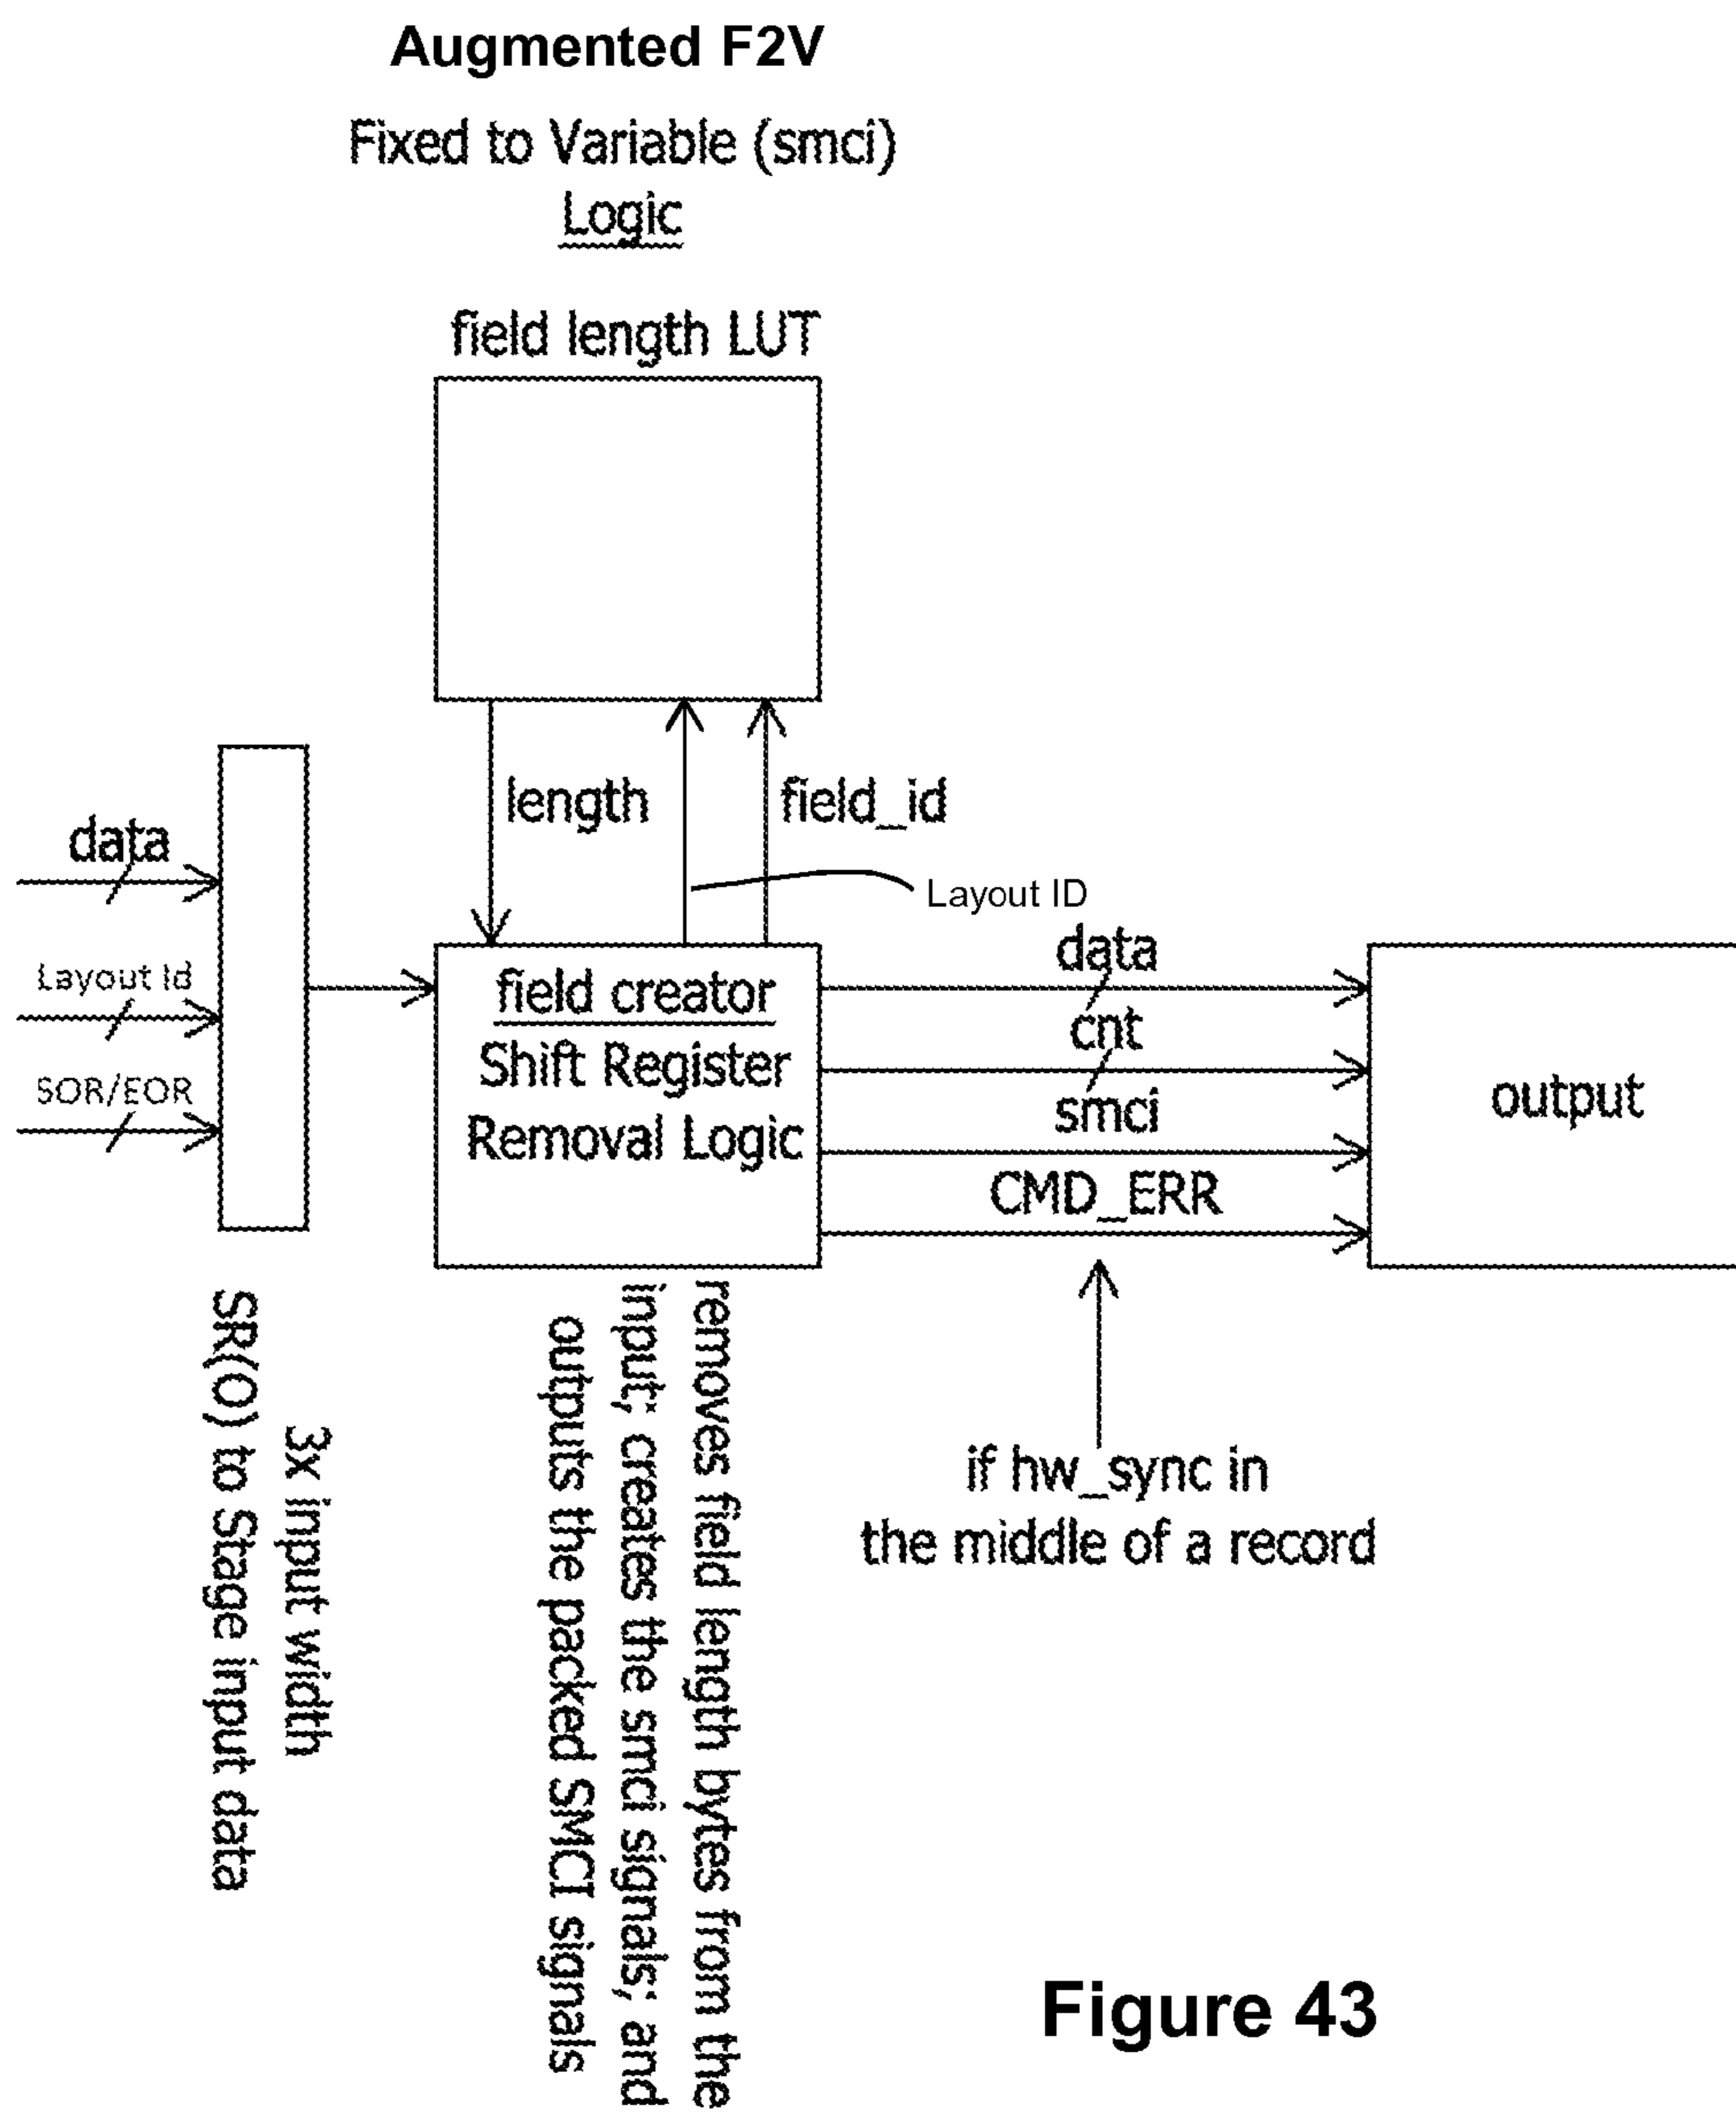 Augmented F2V
Fixed to Variable (smci)
Logic
field length LUT
length
field_id
Layout ID
data
Layout Id
SOR/EOR
field creator
Shift Register
Removal Logic
data
cnt
smci
CMD_ERR
output
if hw_sync in
the middle of a record
3x input width
SR(O) to Stage input data
removes field length bytes from the
input; creates the smci signals; and
outputs the packed SMCI signals
Figure 43